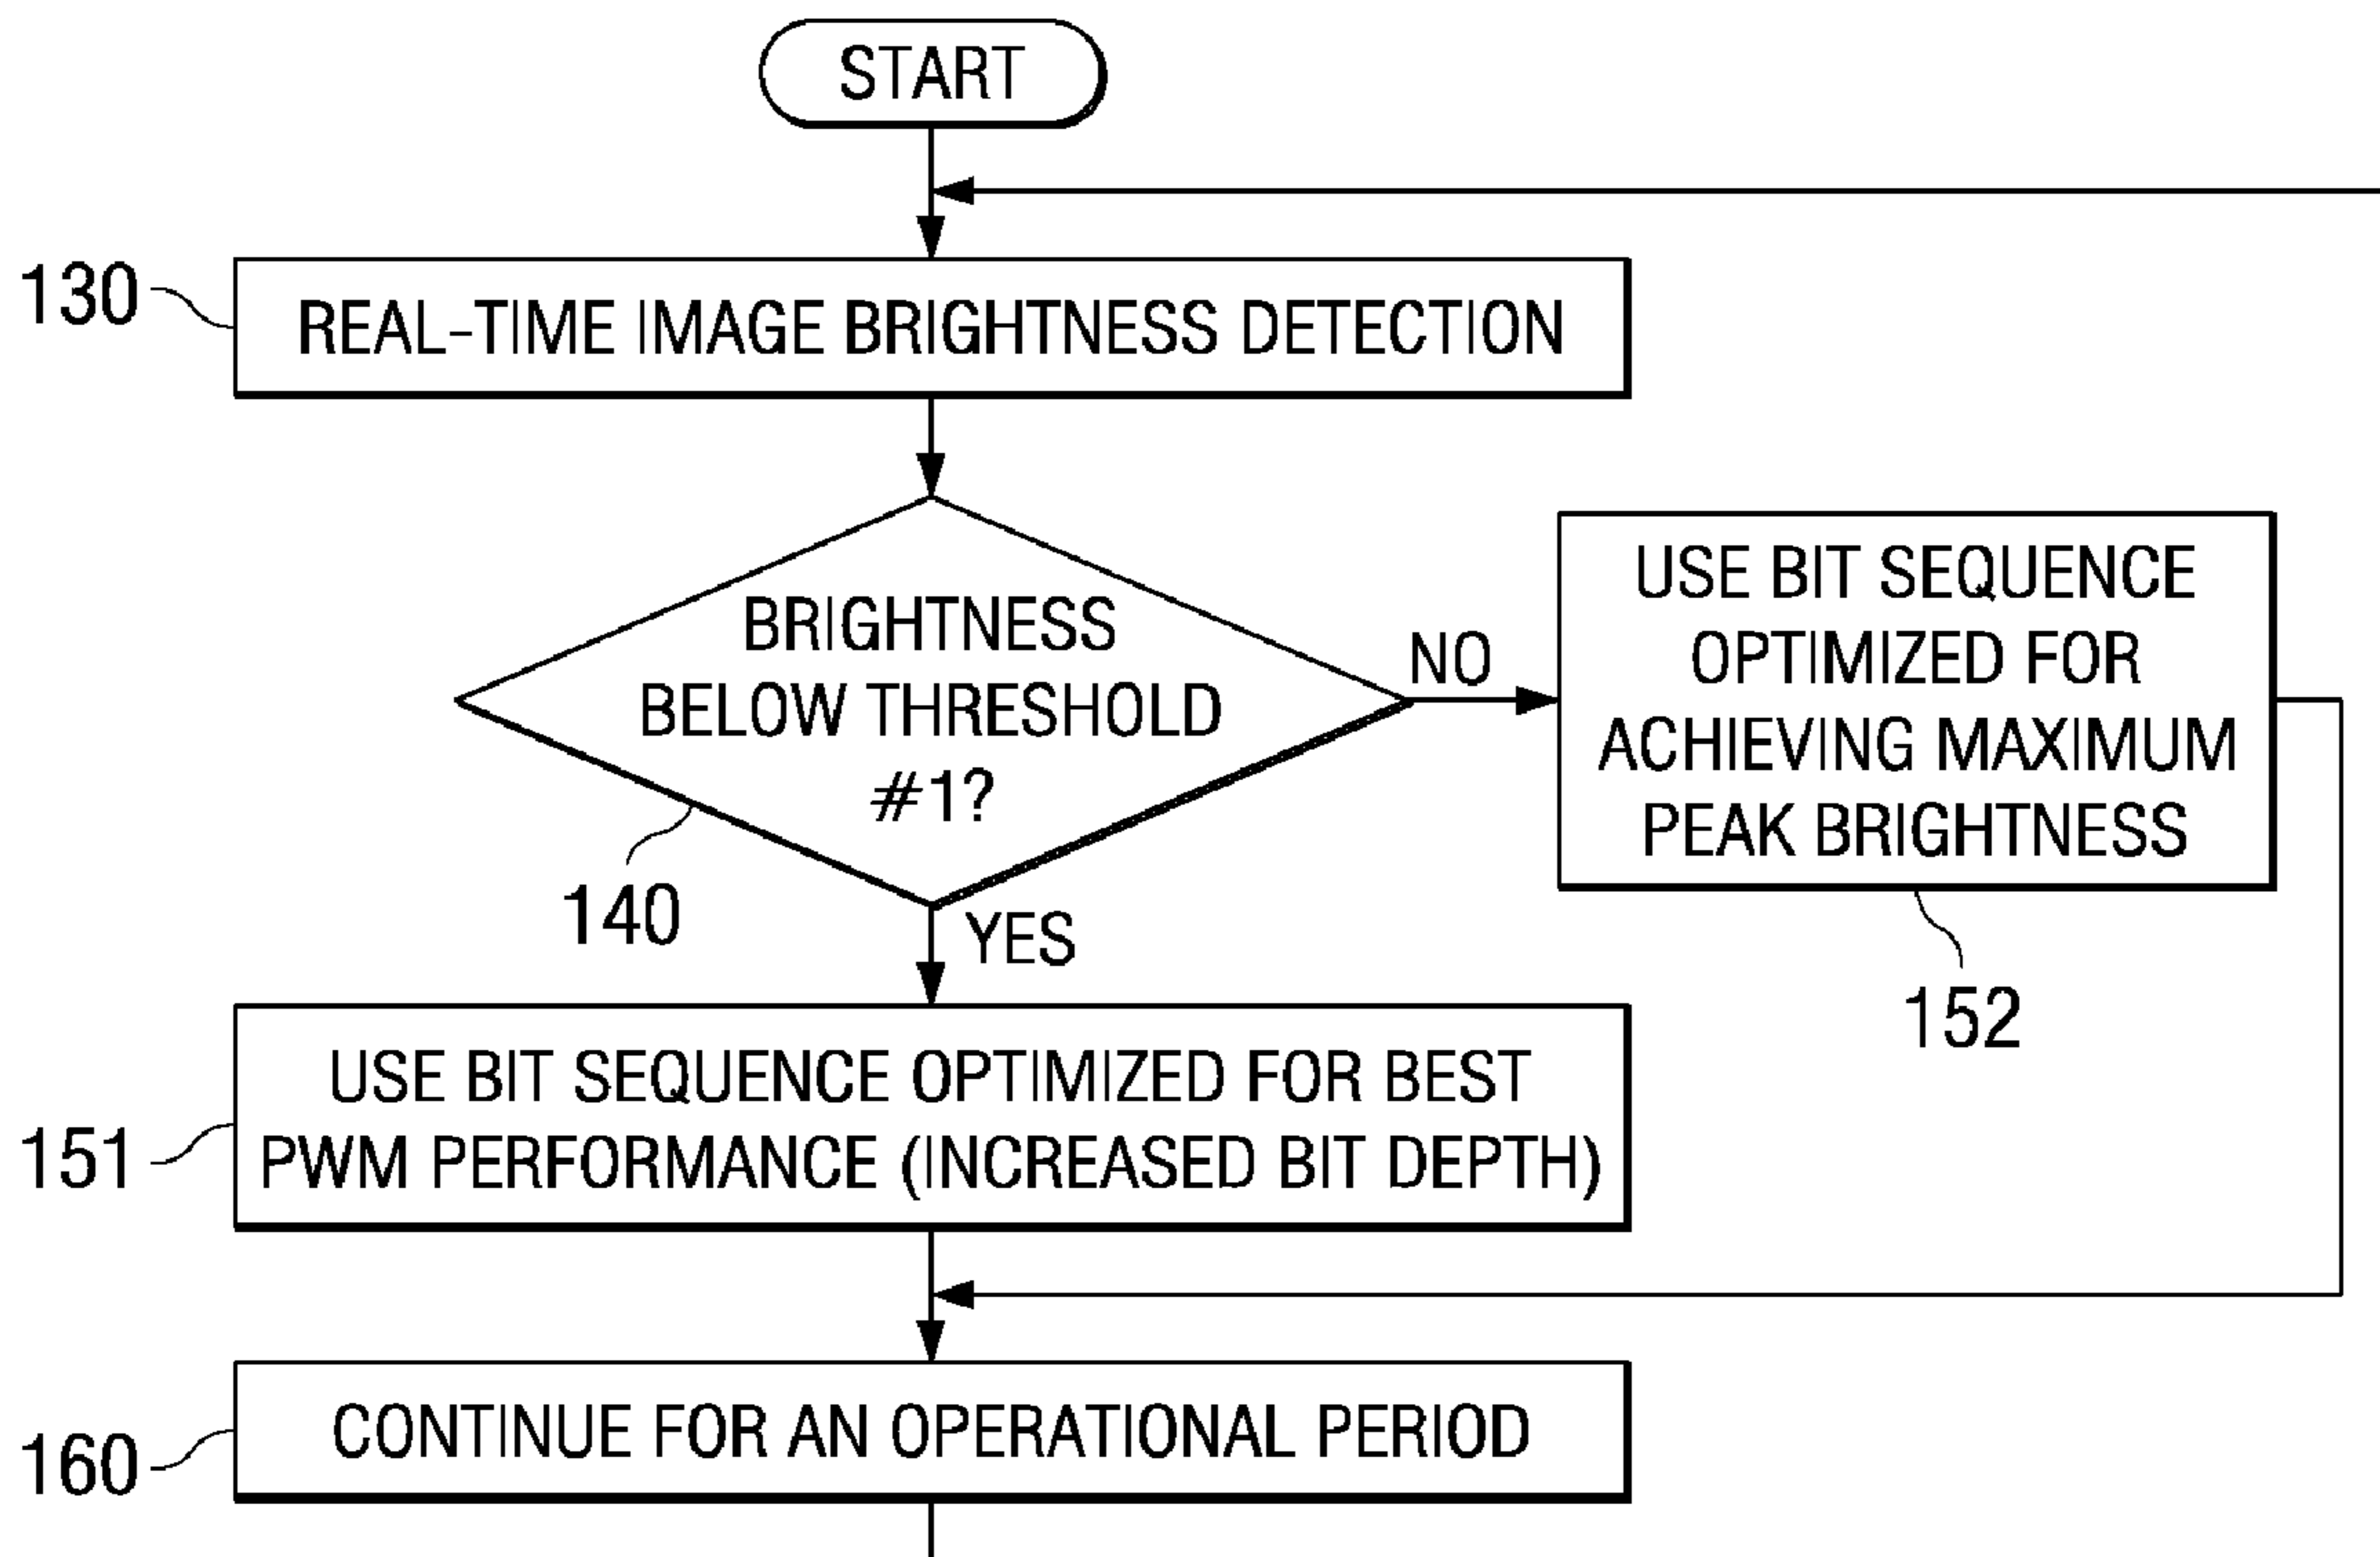 START
130
REAL-TIME IMAGE BRIGHTNESS DETECTION
BRIGHTNESS
BELOW THRESHOLD
#1?
140
NO
USE BIT SEQUENCE
OPTIMIZED FOR
ACHIEVING MAXIMUM
PEAK BRIGHTNESS
152
YES
151
USE BIT SEQUENCE OPTIMIZED FOR BEST
PWM PERFORMANCE (INCREASED BIT DEPTH)
160
CONTINUE FOR AN OPERATIONAL PERIOD